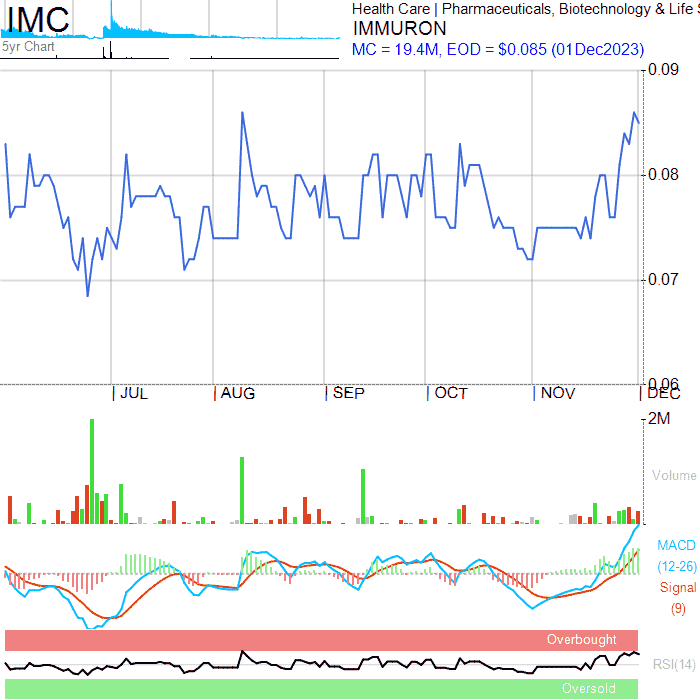 IMC
5yr Chart
Health Care | Pharmaceuticals, Biotechnology & Life S
IMMURON
MC = 19.4M, EOD = $0.085 (01Dec2023)
0.09
0.08
0.07
0.06
JUL AUG SEP OCT NOV DEC
2M
Volume
MACD
(12-26)
Signal
(9)
Overbought
RSI(14)
Oversold